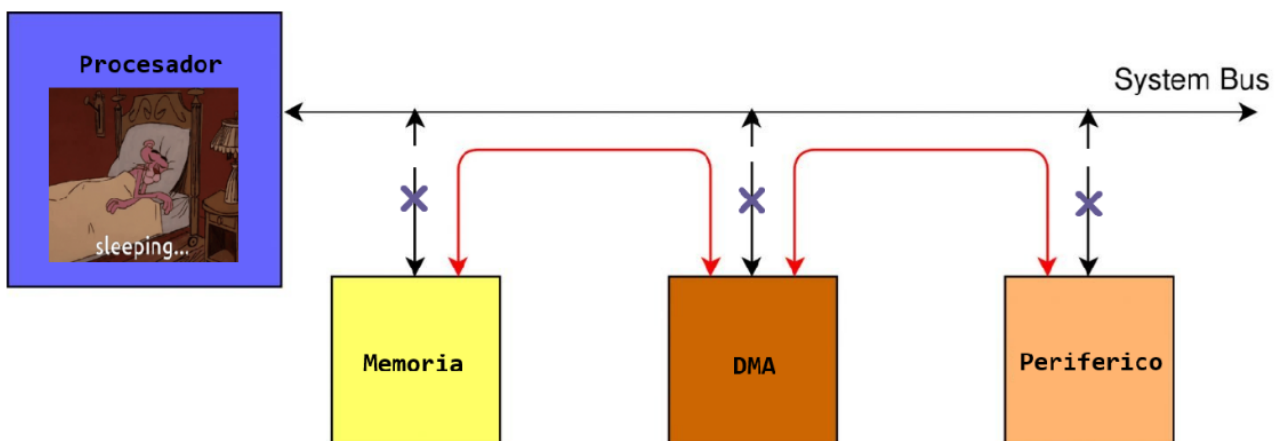 Procesador
sleeping...
System Bus
Memoria
DMA
Periferico